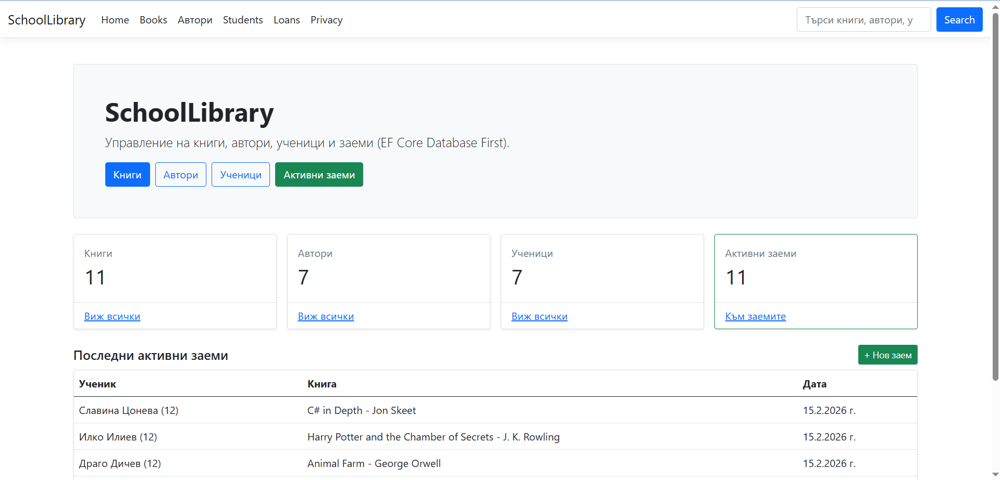 SchoolLibrary Home Books Автори Students Loans Privacy Търси книги, автори, у Search
SchoolLibrary
Управление на книги, автори, ученици и заеми (EF Core Database First).
Книги Автори Ученици Активни заеми
Книги Автори Ученици Активни заеми
11 7 7 11
Виж всички Виж всички Виж всички Към заемите
Последни активни заеми + Нов заем
Ученик Книга Дата
Славина Цонева (12) C# in Depth - Jon Skeet 15.2.2026 г.
Илко Илиев (12) Harry Potter and the Chamber of Secrets - J. K. Rowling 15.2.2026 г.
Драго Дичев (12) Animal Farm - George Orwell 15.2.2026 г.